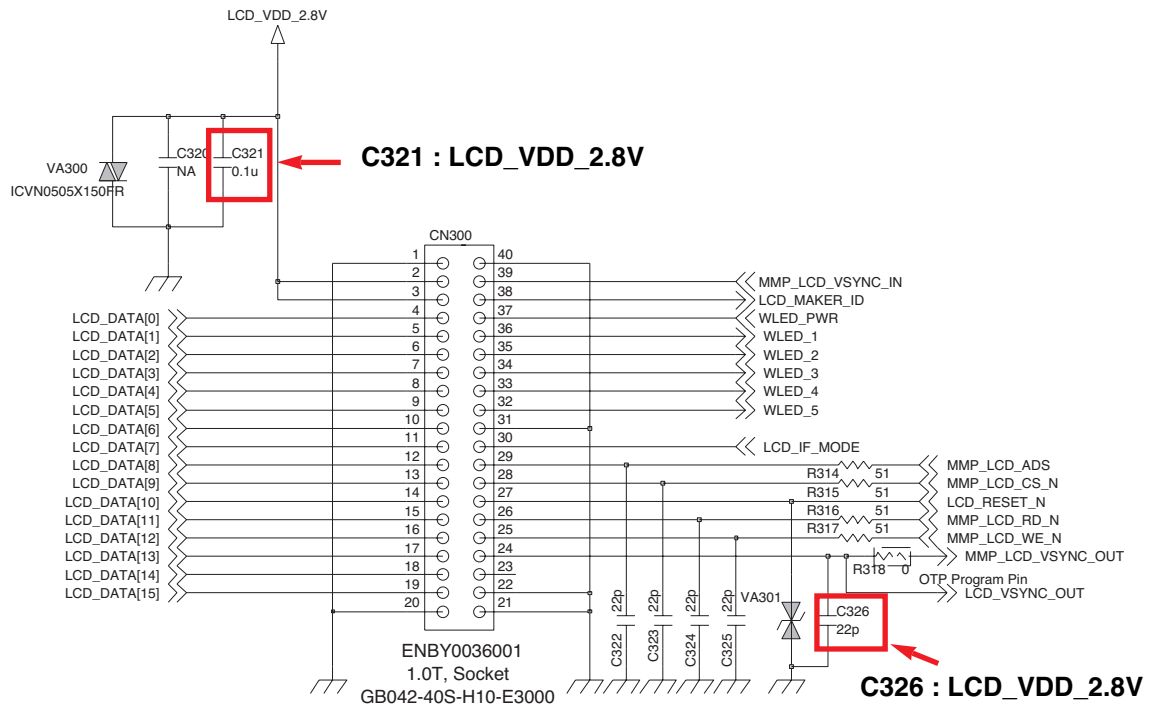 LCD_VDD_2.8V
VA300
ICVN0505X150FR
C320
NA
C321
0.1u
C321 : LCD_VDD_2.8V
CN300
1 40
2 39 MMP_LCD_VSYNC_IN
3 38 LCD_MAKER_ID
LCD_DATA[0] 4 37 WLED_PWR
LCD_DATA[1] 5 36 WLED_1
LCD_DATA[2] 6 35 WLED_2
LCD_DATA[3] 7 34 WLED_3
LCD_DATA[4] 8 33 WLED_4
LCD_DATA[5] 9 32 WLED_5
LCD_DATA[6] 10 31
LCD_DATA[7] 11 30 LCD_IF_MODE
LCD_DATA[8] 12 29 R314 51 MMP_LCD_ADS
LCD_DATA[9] 13 28 R315 51 MMP_LCD_CS_N
LCD_DATA[10] 14 27 LCD_RESET_N
LCD_DATA[11] 15 26 R316 51 MMP_LCD_RD_N
LCD_DATA[12] 16 25 R317 51 MMP_LCD_WE_N
LCD_DATA[13] 17 24 R318 0 MMP_LCD_VSYNC_OUT
LCD_DATA[14] 18 23 OTP Program Pin
LCD_DATA[15] 19 22 LCD_VSYNC_OUT
20 21
C322 22p
C323 22p
C324 22p
C325 22p
VA301
C326
22p
ENBY0036001
1.0T, Socket
GB042-40S-H10-E3000
C326 : LCD_VDD_2.8V